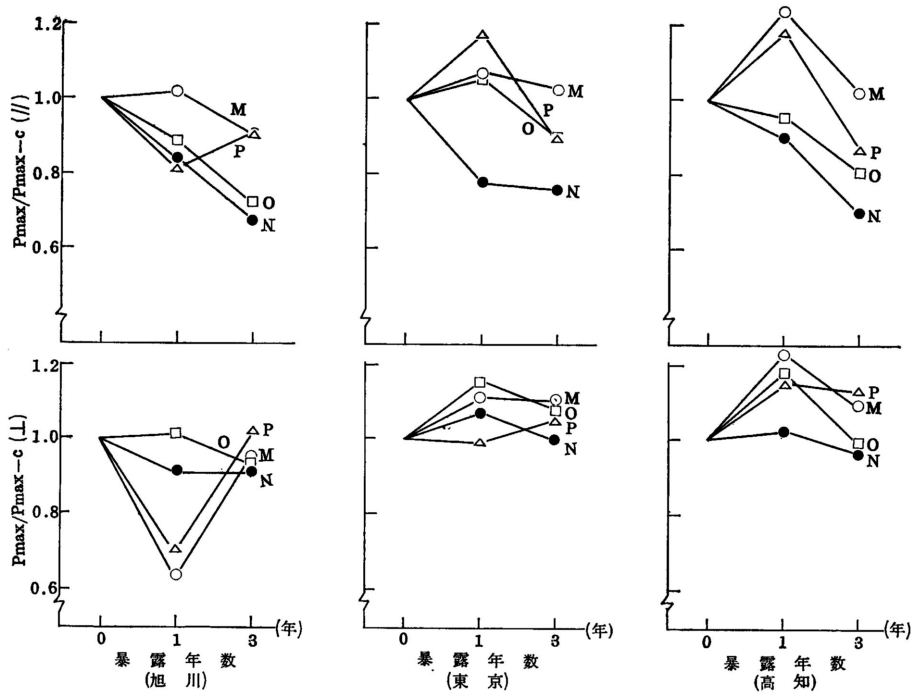 Pmax/Pmax-c (//)
1.2
1.0
0.8
0.6
M
P
O
N
M
P
O
N
M
P
O
N
Pmax/Pmax-c (⊥)
1.2
1.0
0.8
0.6
O
P
M
N
M
O
P
N
P
M
O
N
0 1 3 (年)
暴露年数
(旭川)
0 1 3 (年)
暴露年数
(東京)
0 1 3 (年)
暴露年数
(高知)